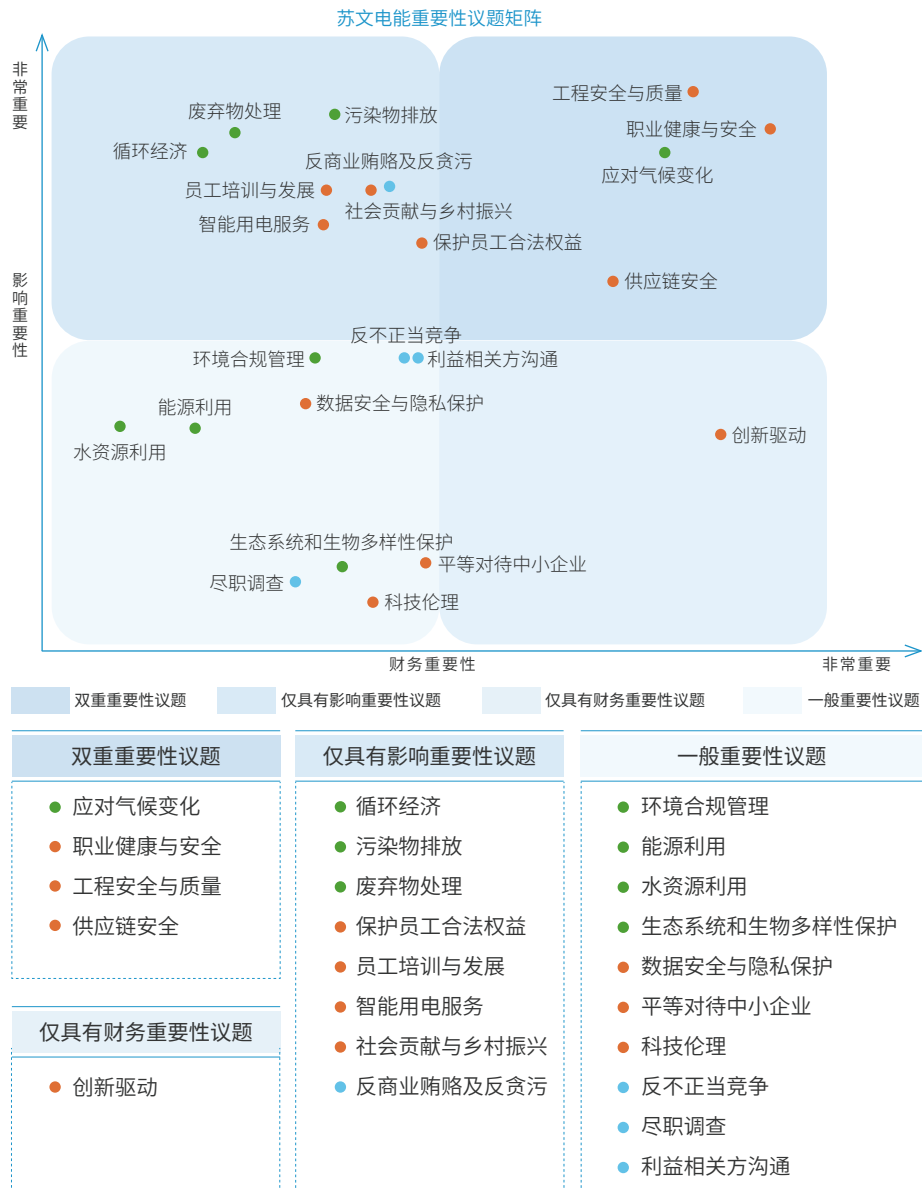 苏文电能重要性议题矩阵
非常重要
影响重要性
工程安全与质量
废弃物处理
污染物排放
职业健康与安全
循环经济
反商业贿赂及反贪污
应对气候变化
员工培训与发展
社会贡献与乡村振兴
智能用电服务
保护员工合法权益
供应链安全
反不正当竞争
环境合规管理
利益相关方沟通
能源利用
数据安全与隐私保护
创新驱动
水资源利用
生态系统和生物多样性保护
平等对待中小企业
尽职调查
科技伦理
财务重要性
非常重要
双重重要性议题
仅具有影响重要性议题
仅具有财务重要性议题
一般重要性议题
双重重要性议题
应对气候变化
职业健康与安全
工程安全与质量
供应链安全
仅具有财务重要性议题
创新驱动
仅具有影响重要性议题
循环经济
污染物排放
废弃物处理
保护员工合法权益
员工培训与发展
智能用电服务
社会贡献与乡村振兴
反商业贿赂及反贪污
一般重要性议题
环境合规管理
能源利用
水资源利用
生态系统和生物多样性保护
数据安全与隐私保护
平等对待中小企业
科技伦理
反不正当竞争
尽职调查
利益相关方沟通